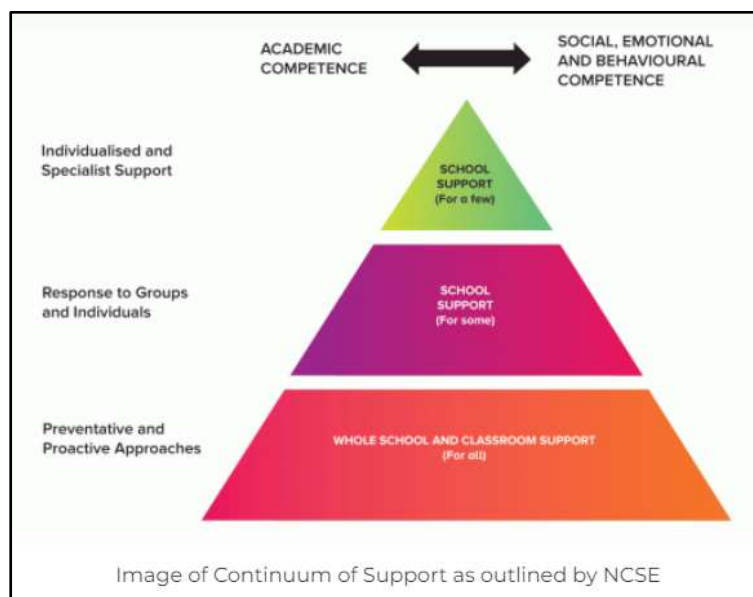 ACADEMIC
COMPETENCE
SOCIAL, EMOTIONAL
AND BEHAVIOURAL
COMPETENCE
Individualised and
Specialist Support
SCHOOL
SUPPORT
(For a few)
Response to Groups
and Individuals
SCHOOL
SUPPORT
(For some)
Preventative and
Proactive Approaches
WHOLE SCHOOL AND CLASSROOM SUPPORT
(For all)
Image of Continuum of Support as outlined by NCSE